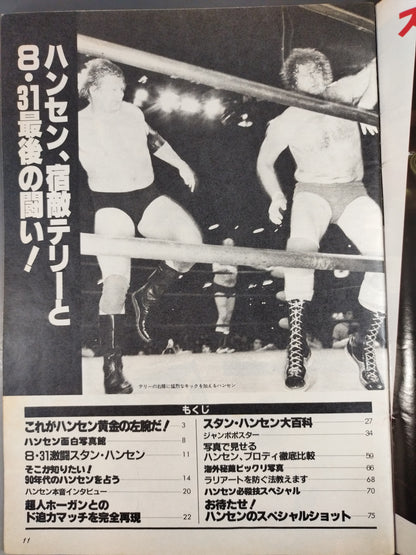 ハンセン、宿敵テリーと
8・31最後の闘い！
テリーの右膝に猛烈なキックを加えるハンセン
もくじ
これがハンセン黄金の左腕だ！ 3
ハンセン面白写真館 8
8・31激闘スタン・ハンセン 11
そこが知りたい！
90年代のハンセンを占う 14
ハンセン本音インタビュー 20
超人ホーガンとの
ド迫力マッチを完全再現 22
スタン・ハンセン大百科 27
ジャンボポスター 34
写真で見せる
ハンセン、ブロディ徹底比較 59
海外秘蔵ビックリ写真 66
ラリアートを防ぐ法教えます 68
ハンセン必殺技スペシャル 70
お待たせ！
ハンセンのスペシャルショット 75
11